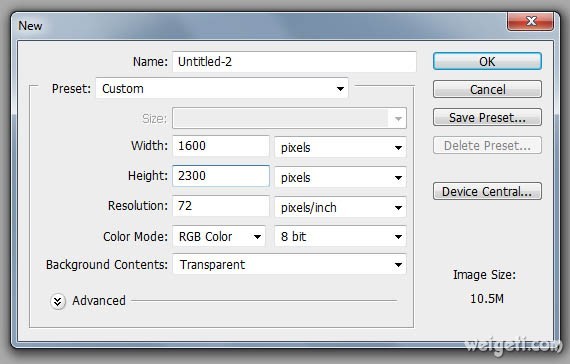 New
Name: Untitled-2
OK
Preset: Custom
Cancel
Size:
Save Preset...
Width: 1600 pixels
Delete Preset...
Height: 2300 pixels
Resolution: 72 pixels/inch
Device Central...
Color Mode: RGB Color 8 bit
Background Contents: Transparent
Image Size:
Advanced
10.5M
weigeti.com